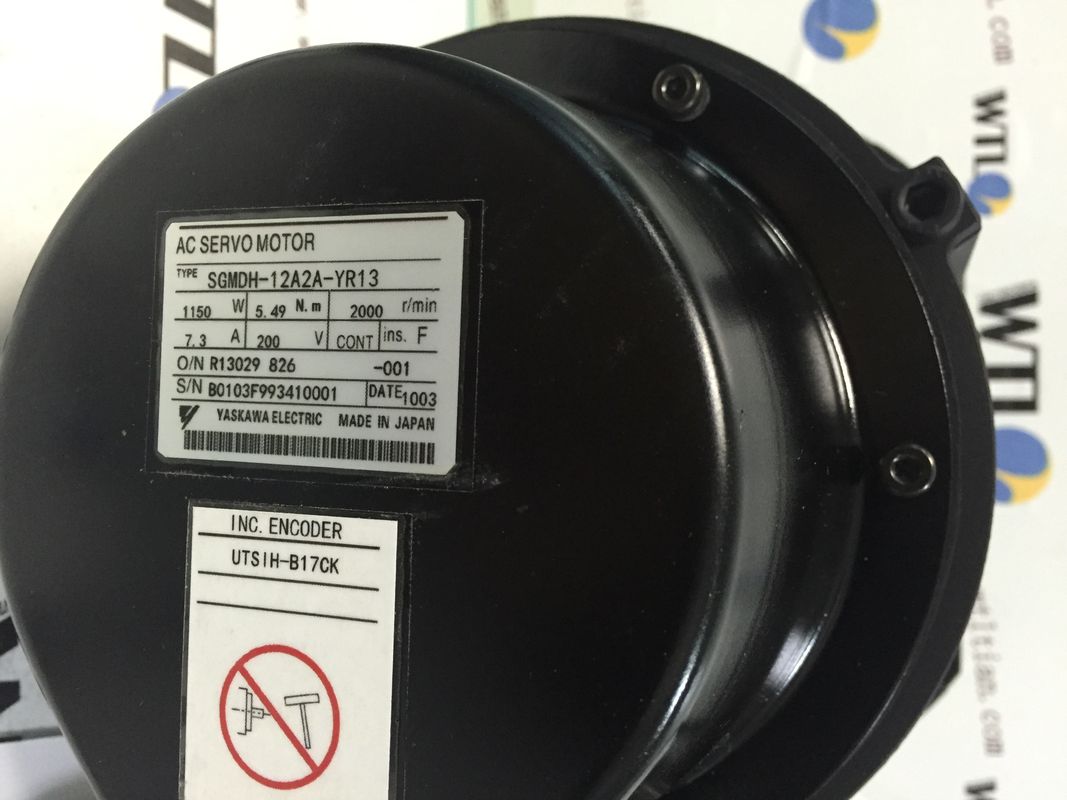 AC SERVO MOTOR
TYPE SGMDH-12A2A-YR13
1150 W 5.49 N.m 2000 r/min
7.3 A 200 V CONT ins. F
O/N R13029 826 -001
S/N B0103F993410001 DATE 1003
YASKAWA ELECTRIC MADE IN JAPAN
INC. ENCODER
UTSIH-B17CK
WTL
WTL
.com